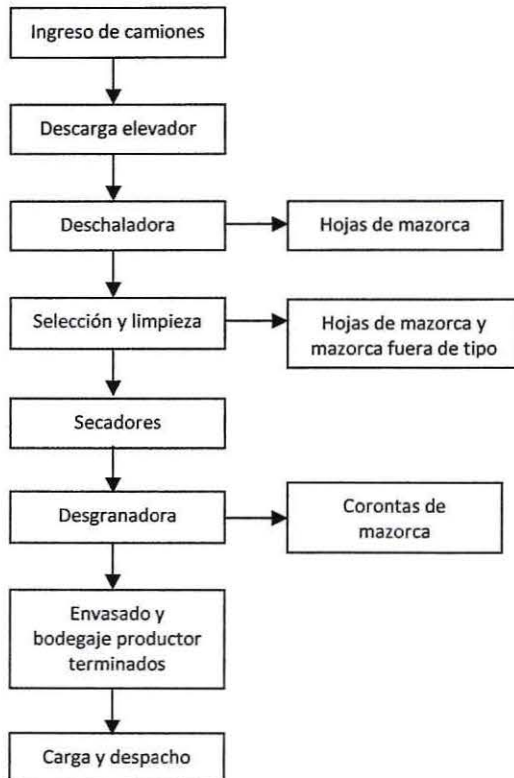 Ingreso de camiones
Descarga elevador
Deschaladora
Hojas de mazorca
Selección y limpieza
Hojas de mazorca y
mazorca fuera de tipo
Secadores
Desgranadora
Corontas de
mazorca
Envasado y
bodegaje productor
terminados
Carga y despacho